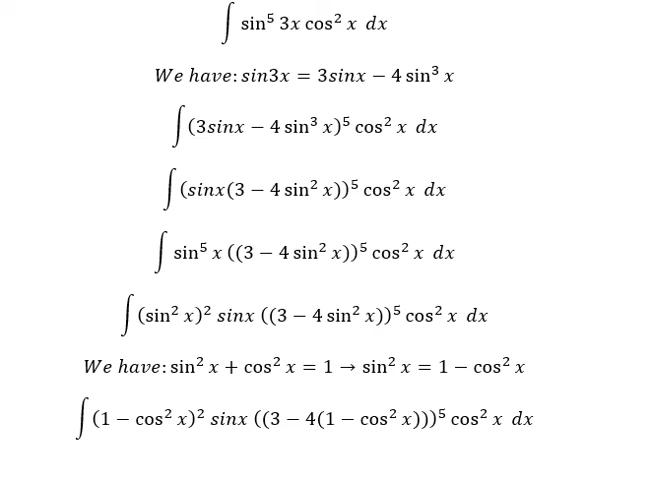 ∫ sin⁵ 3x cos² x dx
We have: sin3x = 3sinx − 4 sin³ x
∫ (3sinx − 4 sin³ x)⁵ cos² x dx
∫ (sinx(3 − 4 sin² x))⁵ cos² x dx
∫ sin⁵ x ((3 − 4 sin² x))⁵ cos² x dx
∫ (sin² x)² sinx ((3 − 4 sin² x))⁵ cos² x dx
We have: sin² x + cos² x = 1 → sin² x = 1 − cos² x
∫ (1 − cos² x)² sinx ((3 − 4(1 − cos² x)))⁵ cos² x dx